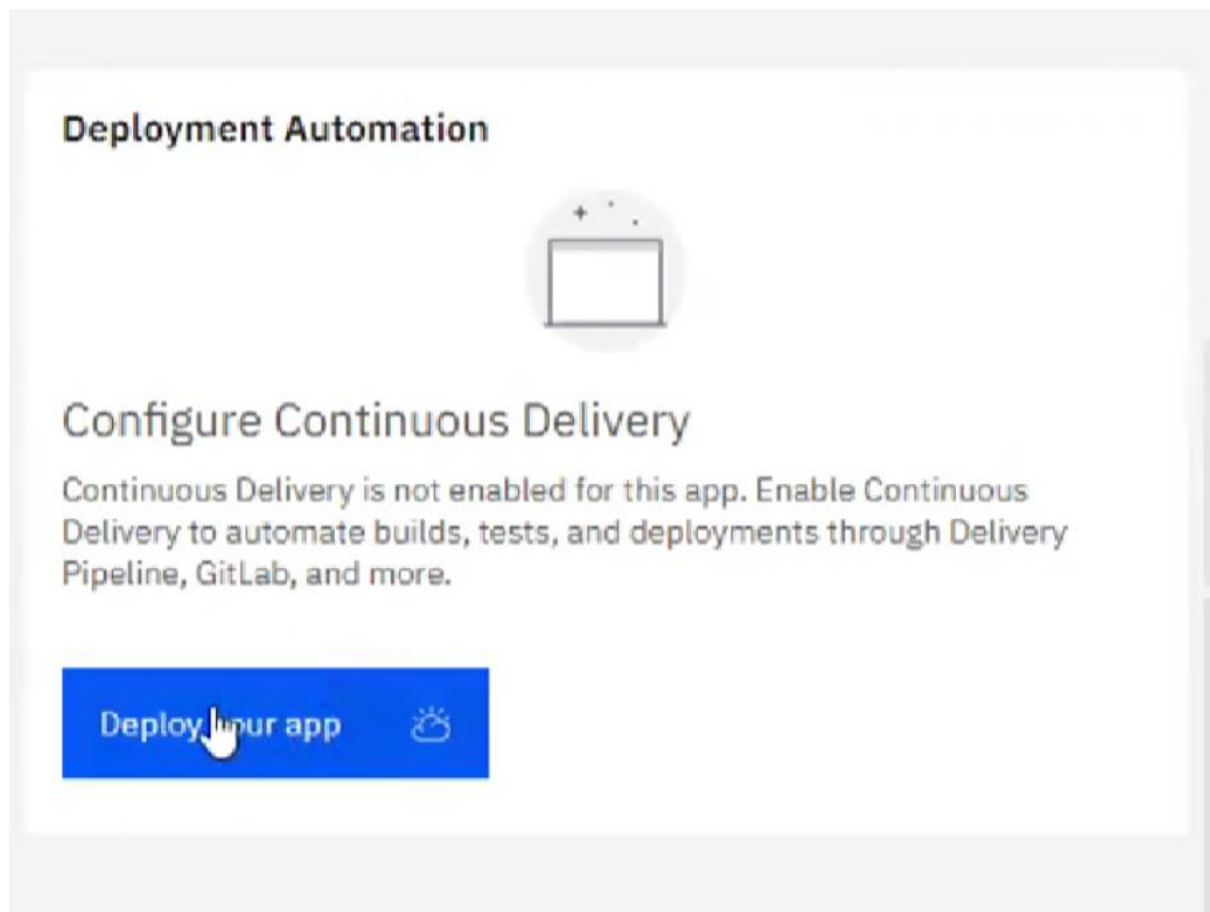 Deployment Automation
Configure Continuous Delivery
Continuous Delivery is not enabled for this app. Enable Continuous
Delivery to automate builds, tests, and deployments through Delivery
Pipeline, GitLab, and more.
Deploy your app